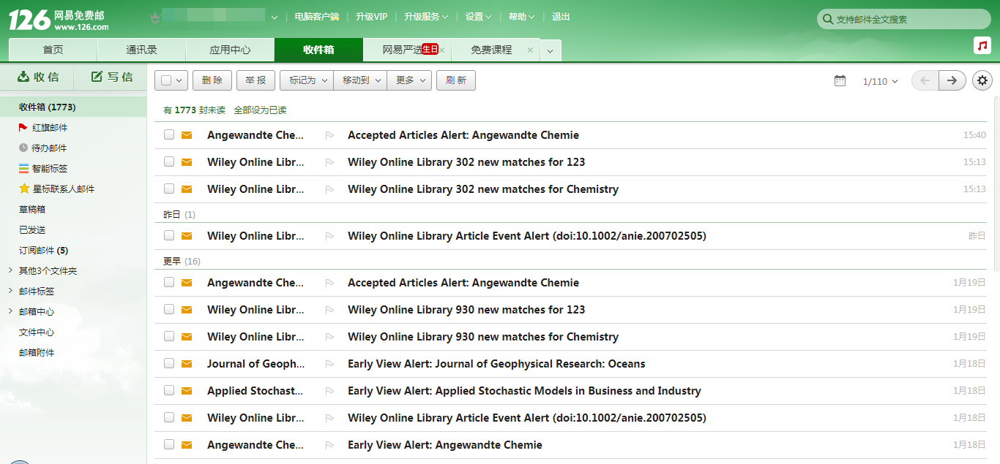 126 网易免费邮 www.126.com
电脑客户端 | 升级VIP | 升级服务 | 设置 | 帮助 | 退出
支持邮件全文搜索
首页 通讯录 应用中心 收件箱 网易严选 生日 × 免费课程 ×
收 信 写 信
删 除 举 报 标记为 移动到 更多 刷 新 1/110
收件箱 (1773)
红旗邮件
待办邮件
智能标签
星标联系人邮件
草稿箱
已发送
订阅邮件 (5)
其他3个文件夹
邮件标签
邮箱中心
文件中心
邮箱附件
有 1773 封未读 全部设为已读
Angewandte Che... Accepted Articles Alert: Angewandte Chemie 15:40
Wiley Online Libr... Wiley Online Library 302 new matches for 123 15:13
Wiley Online Libr... Wiley Online Library 302 new matches for Chemistry 15:13
昨日 (1)
Wiley Online Libr... Wiley Online Library Article Event Alert (doi:10.1002/anie.200702505) 昨日
更早 (16)
Angewandte Che... Accepted Articles Alert: Angewandte Chemie 1月19日
Wiley Online Libr... Wiley Online Library 930 new matches for 123 1月19日
Wiley Online Libr... Wiley Online Library 930 new matches for Chemistry 1月19日
Journal of Geoph... Early View Alert: Journal of Geophysical Research: Oceans 1月18日
Applied Stochast... Early View Alert: Applied Stochastic Models in Business and Industry 1月18日
Wiley Online Libr... Wiley Online Library Article Event Alert (doi:10.1002/anie.200702505) 1月18日
Angewandte Che... Early View Alert: Angewandte Chemie 1月18日